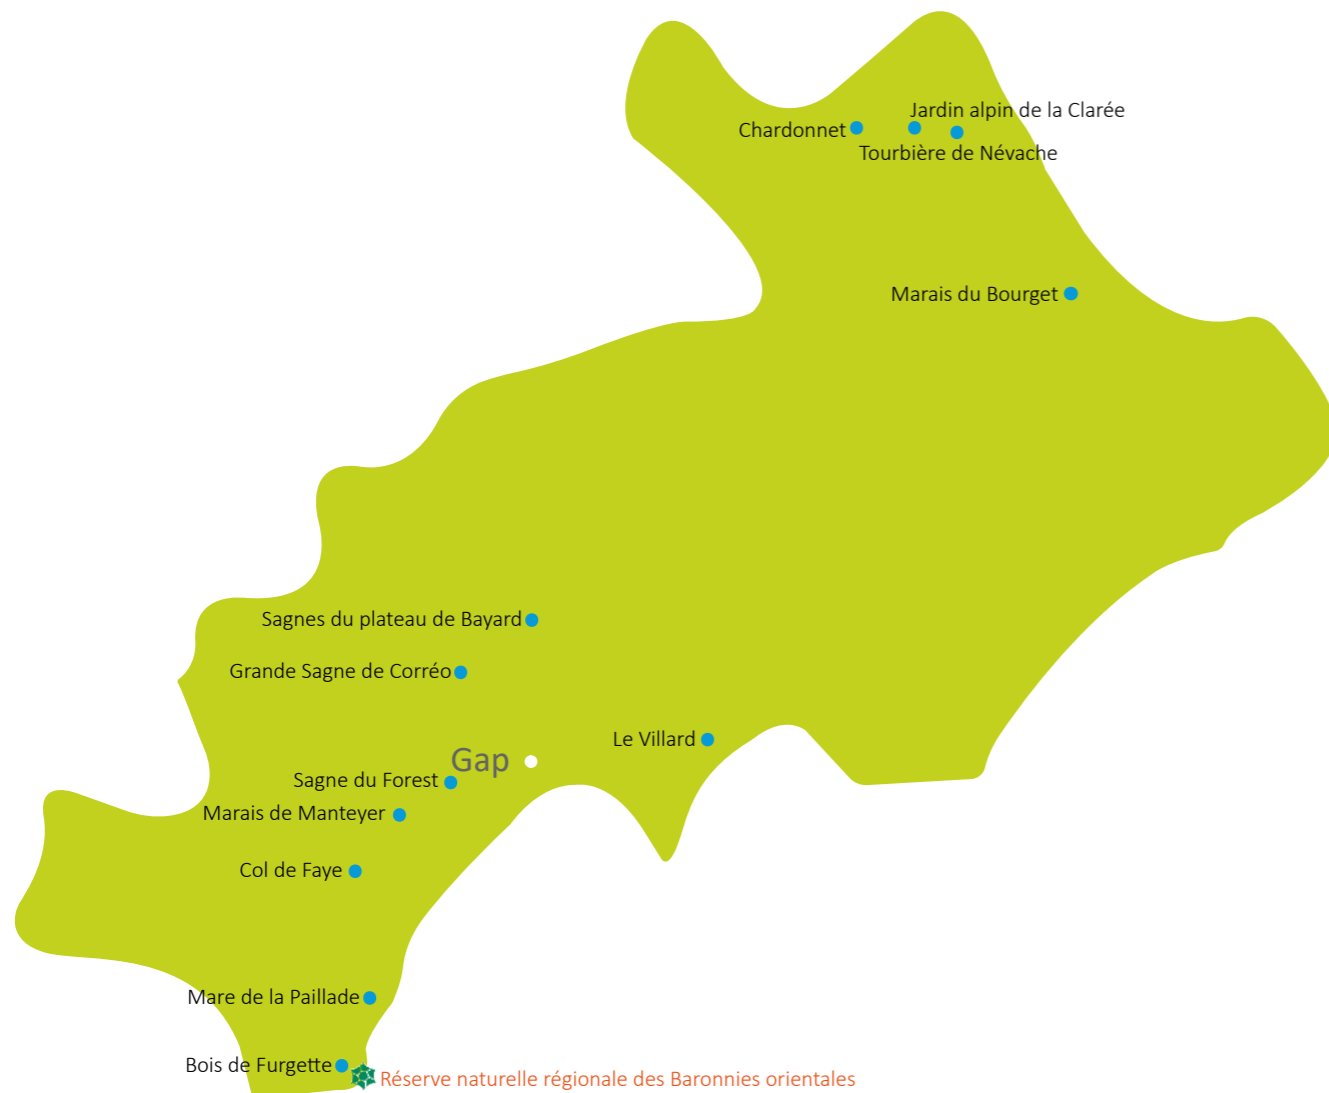 Jardin alpin de la Clarée
Chardonnet
Tourbière de Névache
Marais du Bourget
Sagnes du plateau de Bayard
Grande Sagne de Corréo
Le Villard
Gap
Sagne du Forest
Marais de Manteyer
Col de Faye
Mare de la Paillade
Bois de Furgette
Réserve naturelle régionale des Baronnies orientales